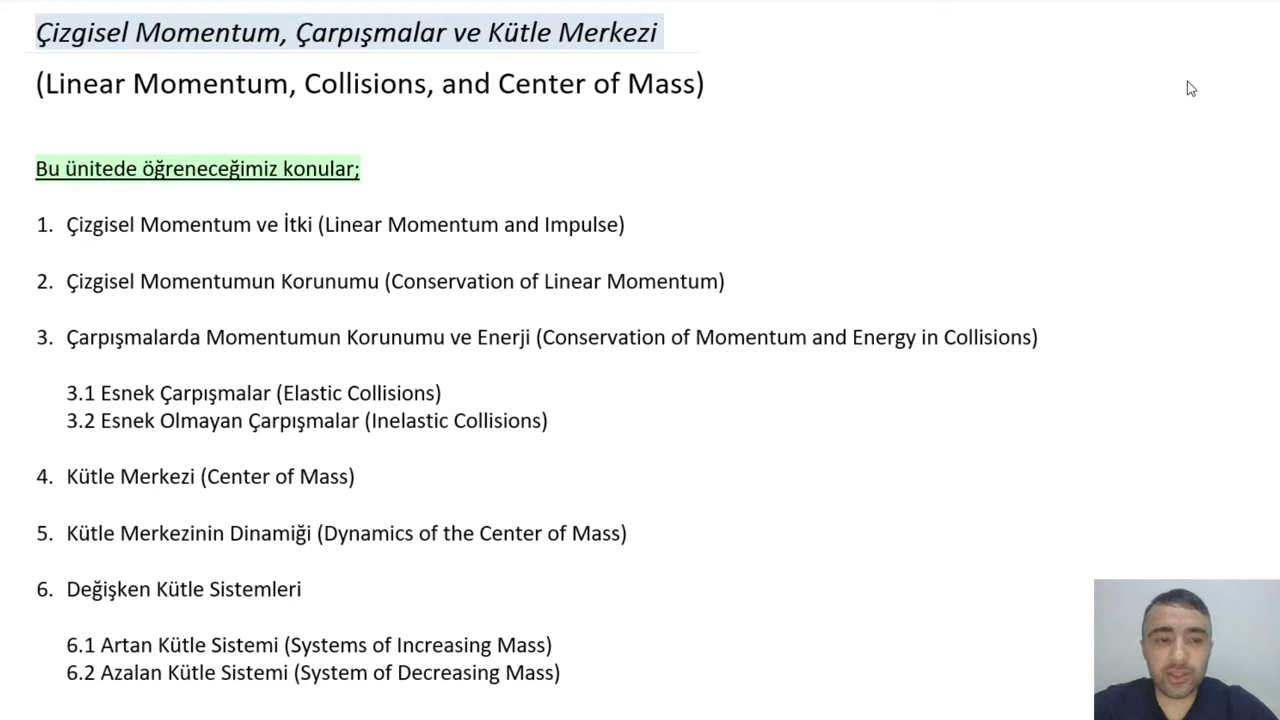 Çizgisel Momentum, Çarpışmalar ve Kütle Merkezi
(Linear Momentum, Collisions, and Center of Mass)
Bu ünitede öğreneceğimiz konular;
1. Çizgisel Momentum ve İtki (Linear Momentum and Impulse)
2. Çizgisel Momentumun Korunumu (Conservation of Linear Momentum)
3. Çarpışmalarda Momentumun Korunumu ve Enerji (Conservation of Momentum and Energy in Collisions)
3.1 Esnek Çarpışmalar (Elastic Collisions)
3.2 Esnek Olmayan Çarpışmalar (Inelastic Collisions)
4. Kütle Merkezi (Center of Mass)
5. Kütle Merkezinin Dinamiği (Dynamics of the Center of Mass)
6. Değişken Kütle Sistemleri
6.1 Artan Kütle Sistemi (Systems of Increasing Mass)
6.2 Azalan Kütle Sistemi (System of Decreasing Mass)